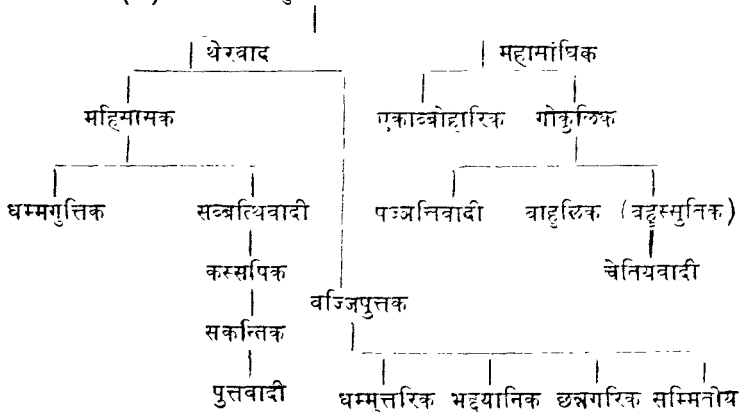 थेरवाद महासांघिक
महिसासक एकाब्बोहारिक गोकुलिक
धम्मगुत्तिक सब्बत्थिवादी पञ्ञत्तिवादी बाहुलिक (बहुस्सुतिक)
कस्सपिक चेतियवादी
वज्जिपुत्तक
सकन्तिक
पुत्तवादी धम्मुत्तरिक भद्दयानिक छन्नगरिक सम्मितीय